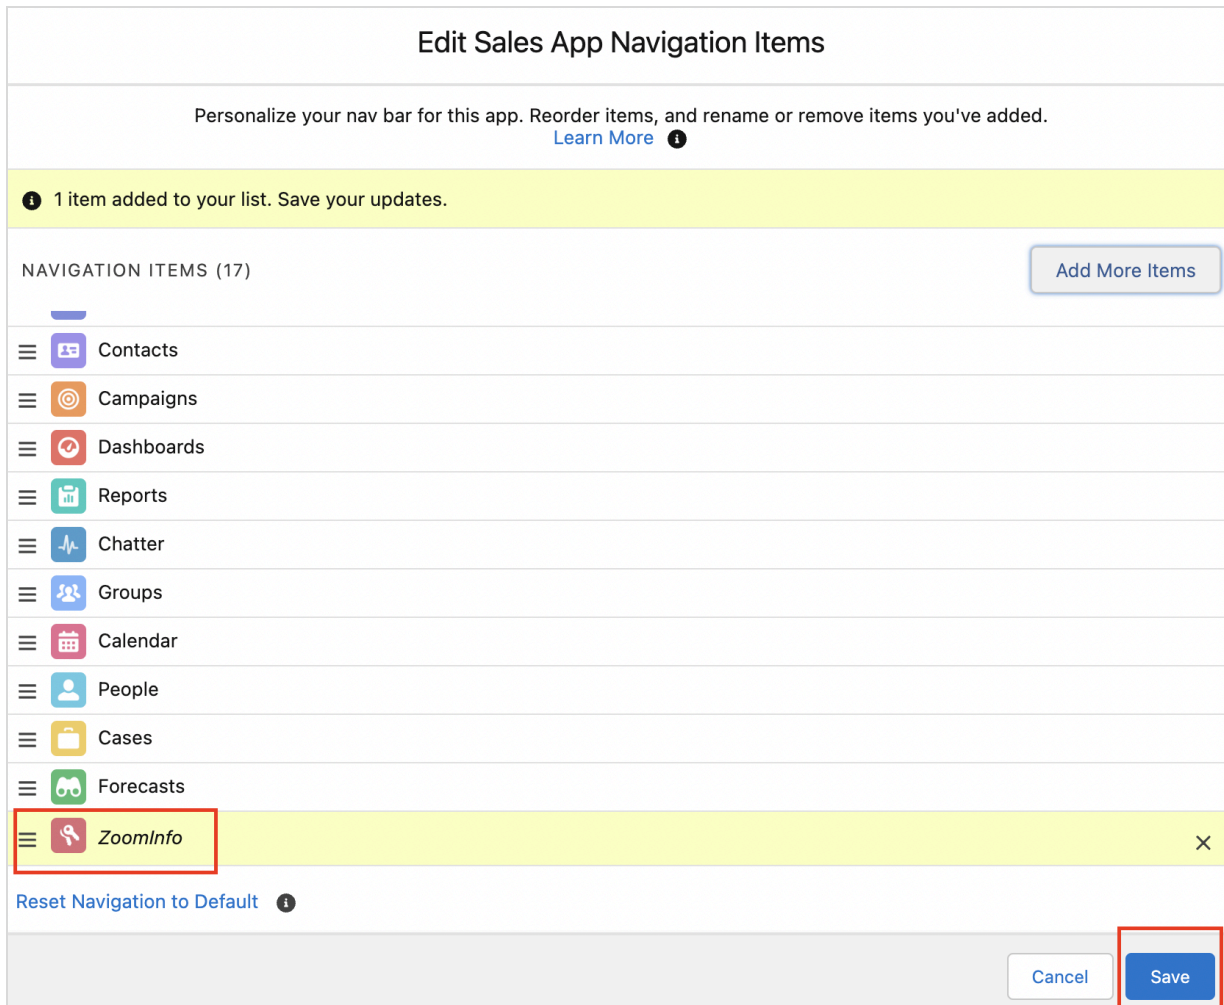 Edit Sales App Navigation Items
Personalize your nav bar for this app. Reorder items, and rename or remove items you've added.
Learn More
1 item added to your list. Save your updates.
NAVIGATION ITEMS (17)
Add More Items
Contacts
Campaigns
Dashboards
Reports
Chatter
Groups
Calendar
People
Cases
Forecasts
ZoomInfo
Reset Navigation to Default
Cancel
Save